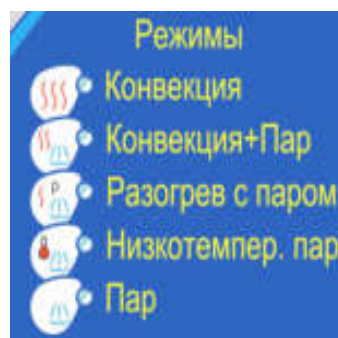 Режимы
Конвекция
Конвекция+Пар
Р
Разогрев с паром
Низкотемпер. пар
Пар